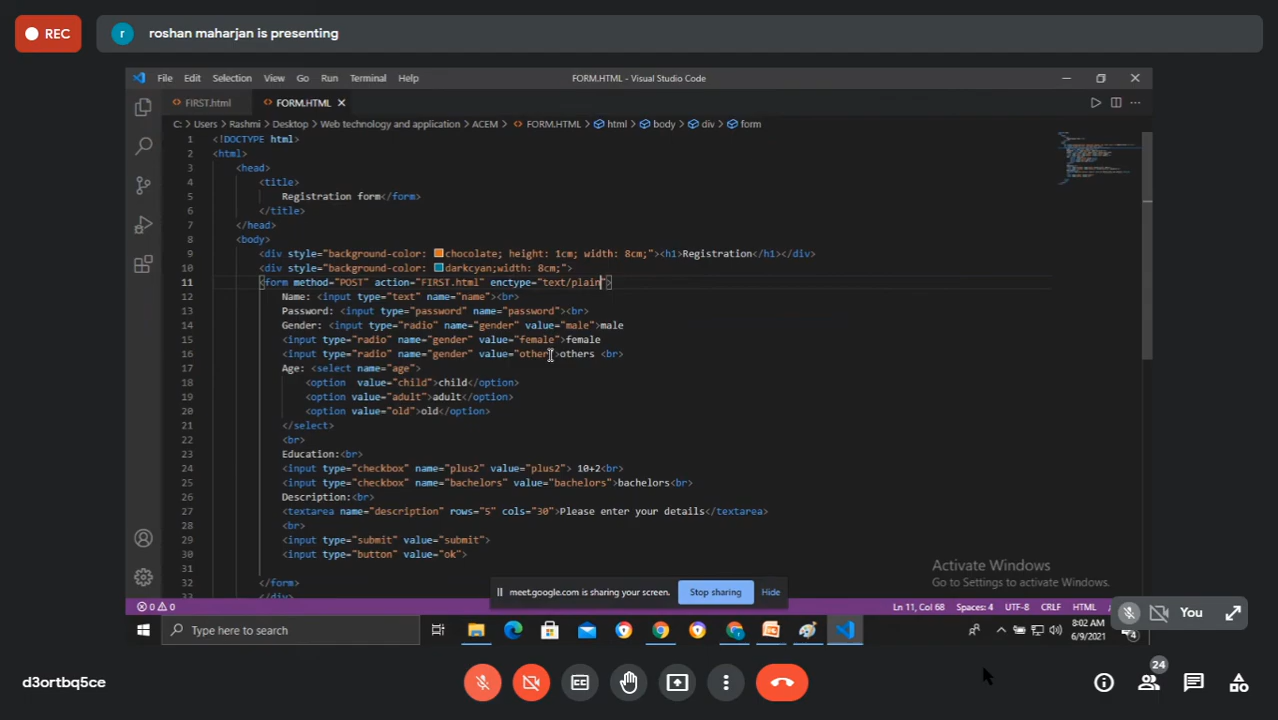 REC
r roshan maharjan is presenting
File Edit Selection View Go Run Terminal Help
FORM.HTML - Visual Studio Code
FIRST.html FORM.HTML
C: > Users > Rashmi > Desktop > Web technology and application > ACEM > FORM.HTML > html > body > div > form
1 <!DOCTYPE html>
2 <html>
3 <head>
4 <title>
5 Registration form</form>
6 </title>
7 </head>
8 <body>
9 <div style="background-color: chocolate; height: 1cm; width: 8cm;"><h1>Registration</h1></div>
10 <div style="background-color: darkcyan;width: 8cm;">
11 <form method="POST" action="FIRST.html" enctype="text/plain">
12 Name: <input type="text" name="name"><br>
13 Password: <input type="password" name="password"><br>
14 Gender: <input type="radio" name="gender" value="male">male
15 <input type="radio" name="gender" value="female">female
16 <input type="radio" name="gender" value="other">others <br>
17 Age: <select name="age">
18 <option value="child">child</option>
19 <option value="adult">adult</option>
20 <option value="old">old</option>
21 </select>
22 <br>
23 Education:<br>
24 <input type="checkbox" name="plus2" value="plus2"> 10+2<br>
25 <input type="checkbox" name="bachelors" value="bachelors">bachelors<br>
26 Description:<br>
27 <textarea name="description" rows="5" cols="30">Please enter your details</textarea>
28 <br>
29 <input type="submit" value="submit">
30 <input type="button" value="ok">
31
32 </form>
</div>
Activate Windows
Go to Settings to activate Windows.
meet.google.com is sharing your screen. Stop sharing Hide
0 0
Ln 11, Col 68 Spaces: 4 UTF-8 CRLF HTML
You
Type here to search
8:02 AM
6/9/2021
4
d3ortbq5ce
24